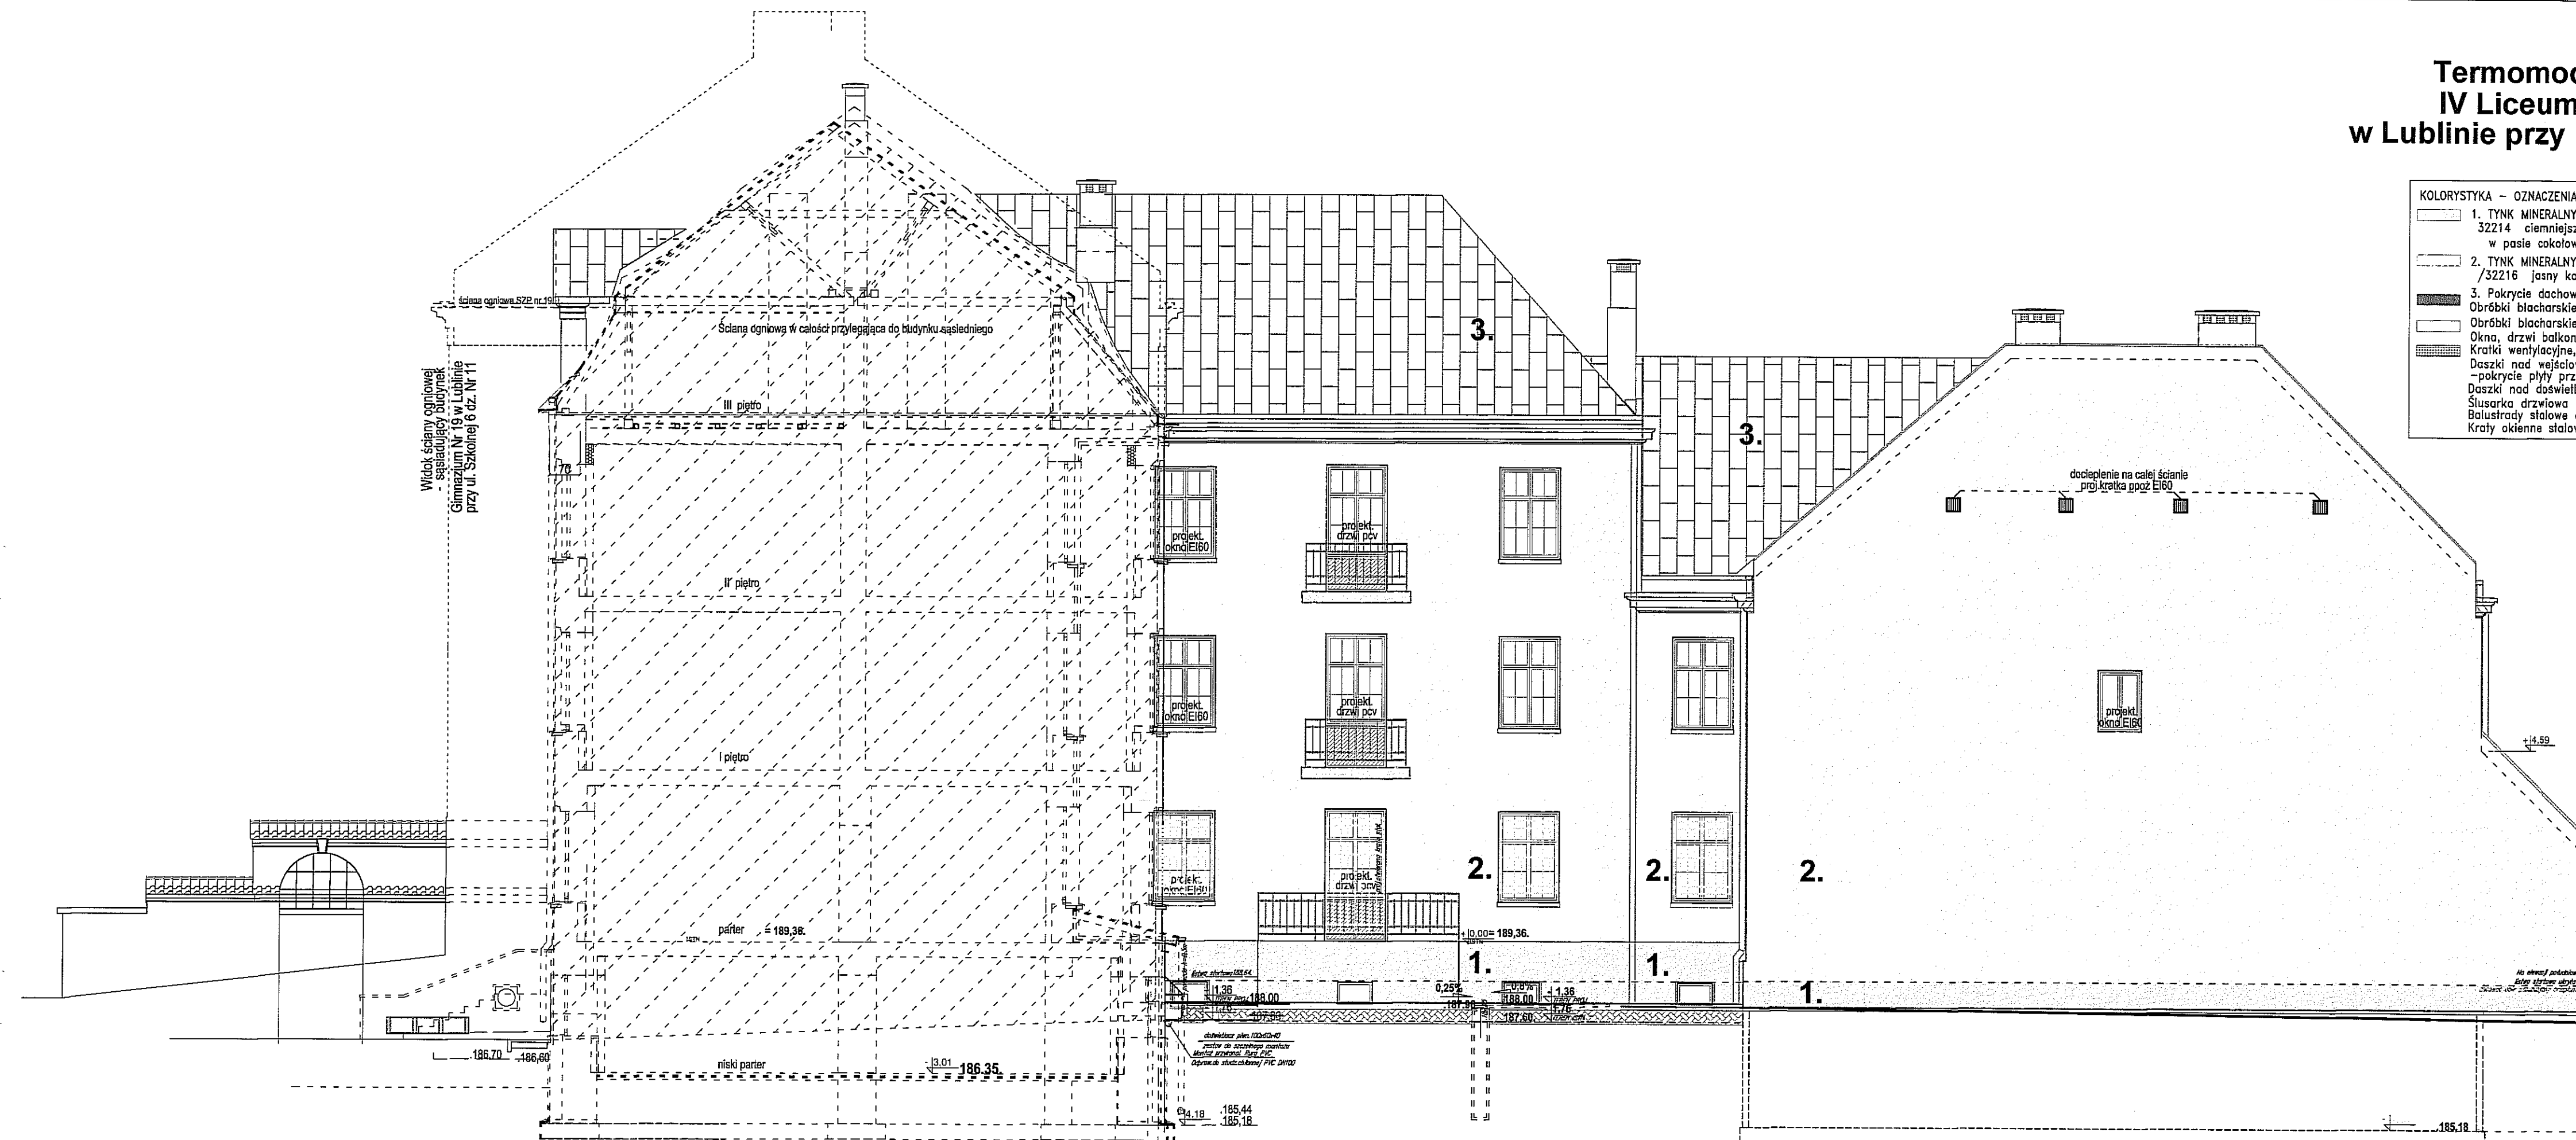 Termomod
IV Liceum
w Lublinie przy
KOLORYSTYKA – OZNACZENIA
1. TYNK MINERALNY
32214 ciemniejsz
w pasie cokołow
2. TYNK MINERALNY
/32216 jasny ko
3. Pokrycie dachow
Obróbki blacharskie
Obróbki blacharskie
Okna, drzwi balkon
Kratki wentylacyjne,
Daszki nad wejścio
–pokrycie płyty prz
Daszki nad doświetl
Ślusarka drzwiowa
Balustrady stalowe
Kraty okienne stalow
ściana ogniowa SZP nr.19
Ściana ogniowa w całości przylegająca do budynku sąsiedniego
Widok ściany ogniowej
- sąsiadujący budynek
Gimnazjum Nr 19 w Lublinie
przy ul. Szkolnej 6 dz. Nr 11
III piętro
70
II piętro
I piętro
parter = 189,36.
niski parter
- 3.01 186.35.
186,70
186,60
4.18 .185,44
.185,18
3.
3.
projekt.
okno EI60
projekt.
drzwi pcv
projekt.
okno EI60
projekt.
drzwi pcv
projekt.
okno EI60
projekt.
drzwi pcv
2.
2.
2.
+ 0,00= 189,36.
1.
1.
1.
1.36
188.00
1.76
187.60
0,25%
0,8%
188.00
- 1.36
187.98
187.60.
1.76
docieplenie na całej ścianie
proj.kratka ppoż EI60
projekt.
okno EI60
+ 4.59
.185,18